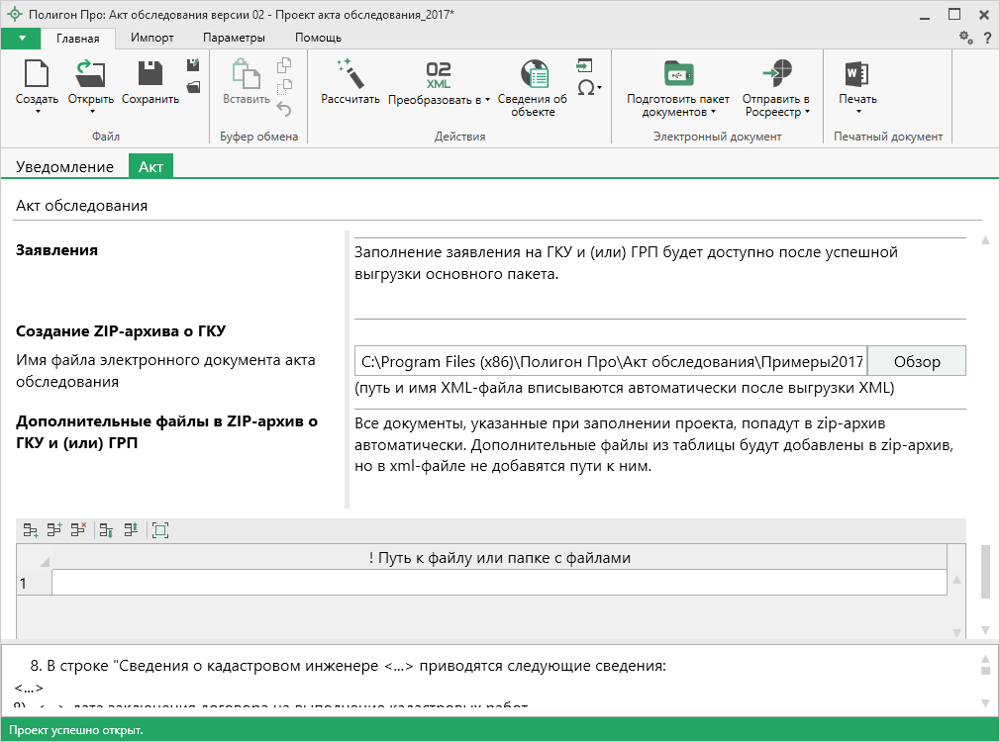 Полигон Про: Акт обследования версии 02 - Проект акта обследования_2017*
Главная Импорт Параметры Помощь
?
Создать Открыть Сохранить
Файл
Вставить
Буфер обмена
Рассчитать
02
XML
Преобразовать в
Сведения об
объекте
Действия
Подготовить пакет
документов
Отправить в
Росреестр
Электронный документ
W
Печать
Печатный документ
Уведомление Акт
Акт обследования
Заявления
Заполнение заявления на ГКУ и (или) ГРП будет доступно после успешной
выгрузки основного пакета.
Создание ZIP-архива о ГКУ
Имя файла электронного документа акта
обследования
C:\Program Files (x86)\Полигон Про\Акт обследования\Примеры2017
Обзор
(путь и имя XML-файла вписываются автоматически после выгрузки XML)
Дополнительные файлы в ZIP-архив о
ГКУ и (или) ГРП
Все документы, указанные при заполнении проекта, попадут в zip-архив
автоматически. Дополнительные файлы из таблицы будут добавлены в zip-архив,
но в xml-файле не добавятся пути к ним.
! Путь к файлу или папке с файлами
1
8. В строке "Сведения о кадастровом инженере <...> приводятся следующие сведения:
<...>
8) <...> дата заключения договора на выполнение кадастровых работ
Проект успешно открыт.